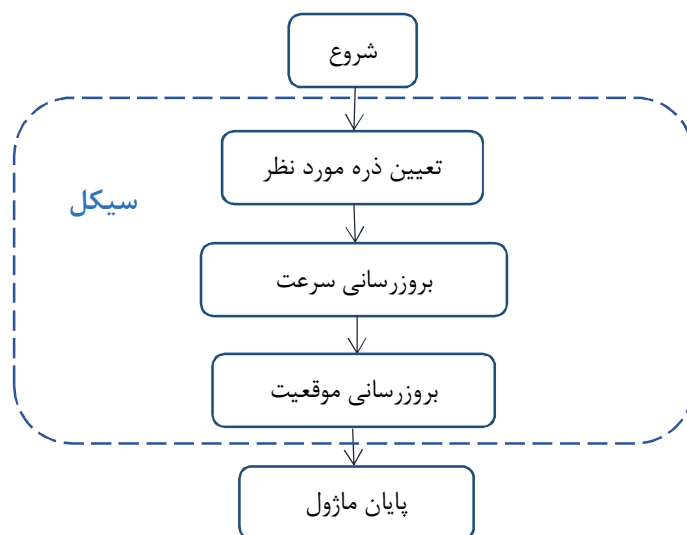 شروع
تعیین ذره مورد نظر
سیکل
بروزرسانی سرعت
بروزرسانی موقعیت
پایان ماژول